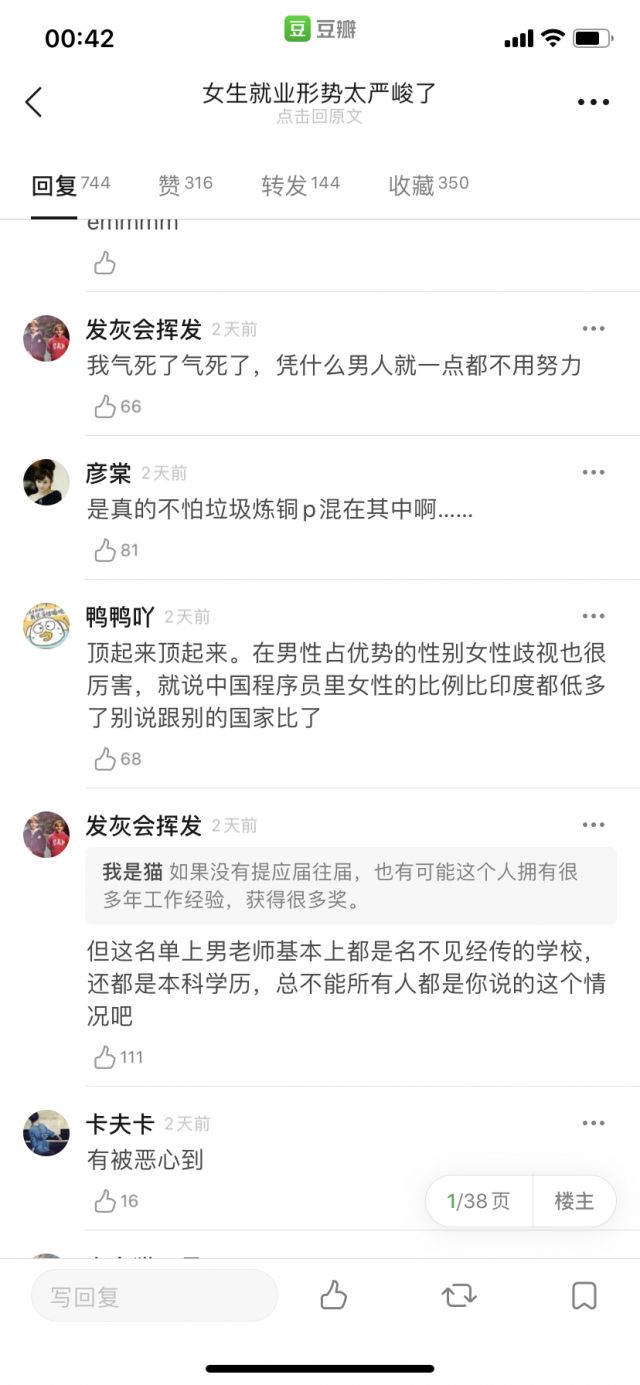 00:42
豆 豆瓣
女生就业形势太严峻了
点击回原文
回复 744 赞 316 转发 144 收藏 350
emmmm
发灰会挥发 2天前
我气死了气死了，凭什么男人就一点都不用努力
66
彦棠 2天前
是真的不怕垃圾炼铜p混在其中啊……
81
鸭鸭吖 2天前
顶起来顶起来。在男性占优势的性别女性歧视也很
厉害，就说中国程序员里女性的比例比印度都低多
了别说跟别的国家比了
68
发灰会挥发 2天前
我是猫 如果没有提应届往届，也有可能这个人拥有很
多年工作经验，获得很多奖。
但这名单上男老师基本上都是名不见经传的学校，
还都是本科学历，总不能所有人都是你说的这个情
况吧
111
卡夫卡 2天前
有被恶心到
16
1/38页 楼主
写回复